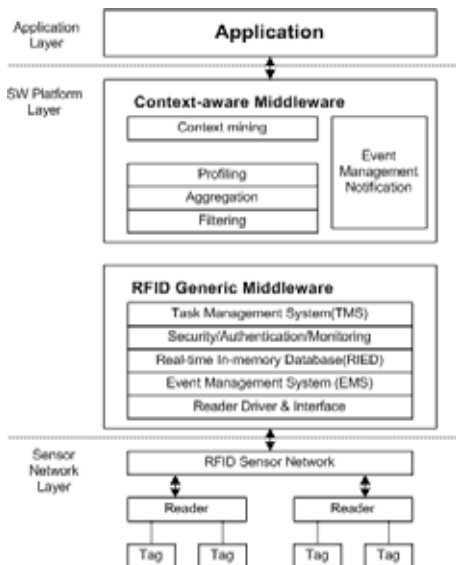 Application
Layer
Application
SW Platform
Layer
Context-aware Middleware
Context mining
Profiling
Aggregation
Filtering
Event
Management
Notification
RFID Generic Middleware
Task Management System(TMS)
Security/Authentication/Monitoring
Real-time In-memory Database(RIED)
Event Management System (EMS)
Reader Driver & Interface
Sensor
Network
Layer
RFID Sensor Network
Reader
Reader
Tag
Tag
Tag
Tag